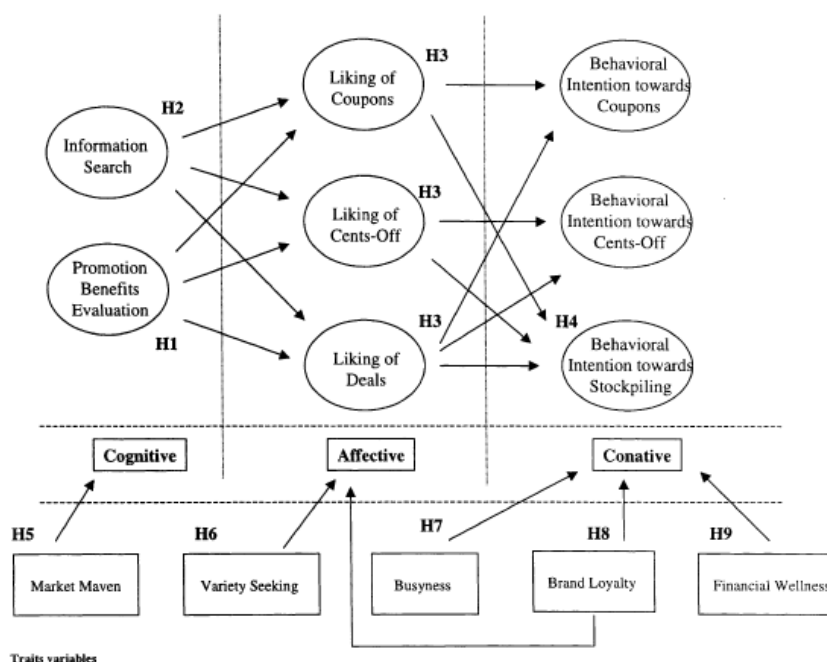 H3
Liking of
Coupons
Behavioral
Intention towards
Coupons
H2
Information
Search
H3
Liking of
Cents-Off
Behavioral
Intention towards
Cents-Off
Promotion
Benefits
Evaluation
H1
H3
Liking of
Deals
H4
Behavioral
Intention towards
Stockpiling
Cognitive
Affective
Conative
H5
H6
H7
H8
H9
Market Maven
Variety Seeking
Busyness
Brand Loyalty
Financial Wellness
Traits variables